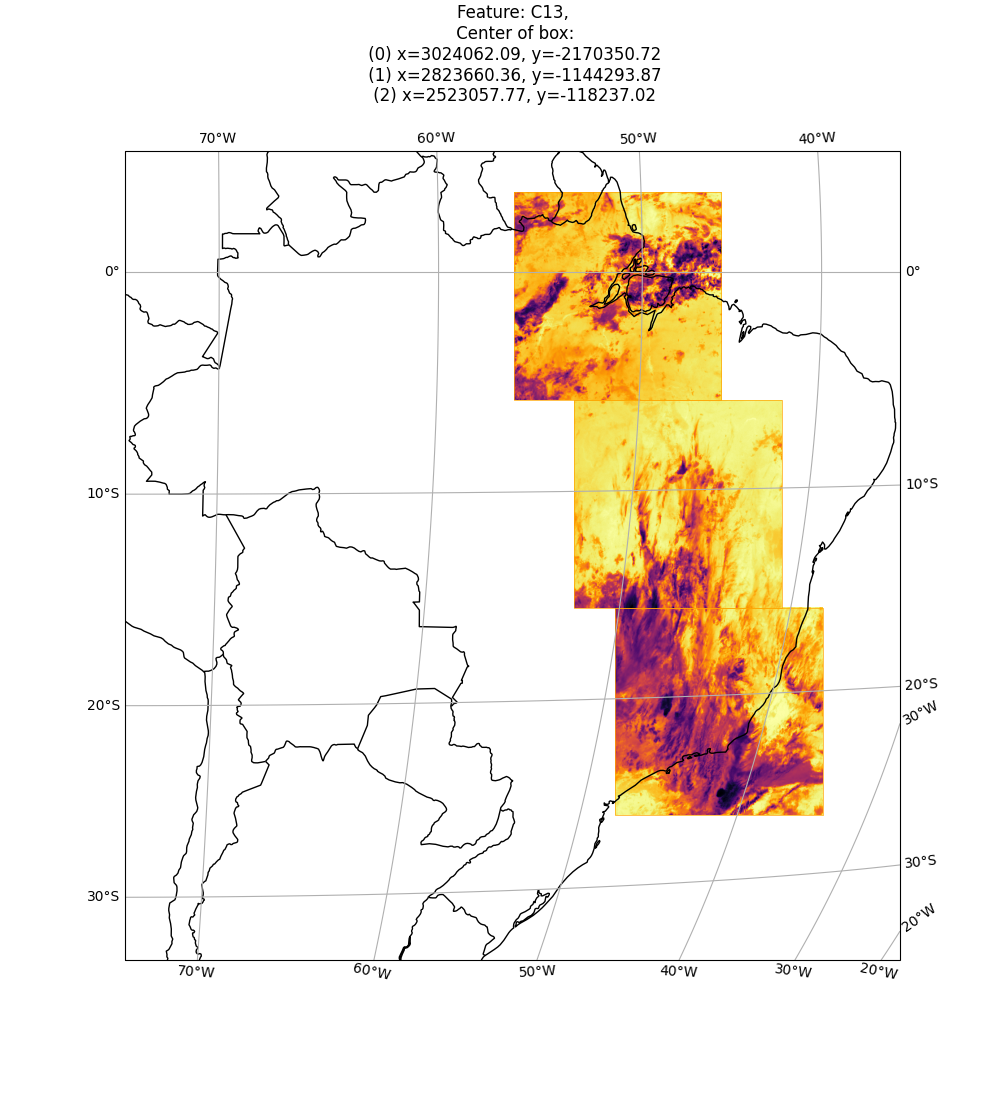 Feature: C13,
Center of box:
(0) x=3024062.09, y=-2170350.72
(1) x=2823660.36, y=-1144293.87
(2) x=2523057.77, y=-118237.02
70°W 60°W 50°W 40°W
0° 0°
10°S 10°S
20°S 20°S
30°W
30°S 30°S
20°W
70°W 60°W 50°W 40°W 30°W 20°W